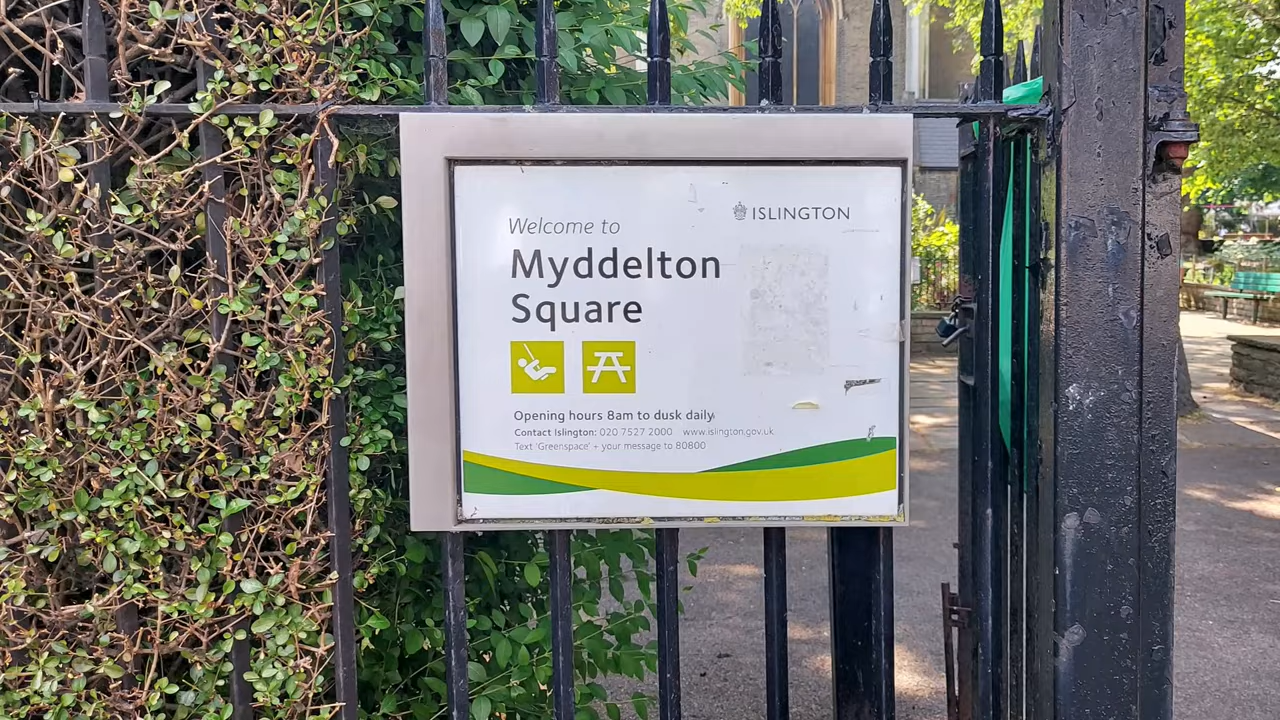 ISLINGTON
Welcome to
Myddelton
Square
Opening hours 8am to dusk daily
Contact Islington: 020 7527 2000 www.islington.gov.uk
Text 'Greenspace' + your message to 80800